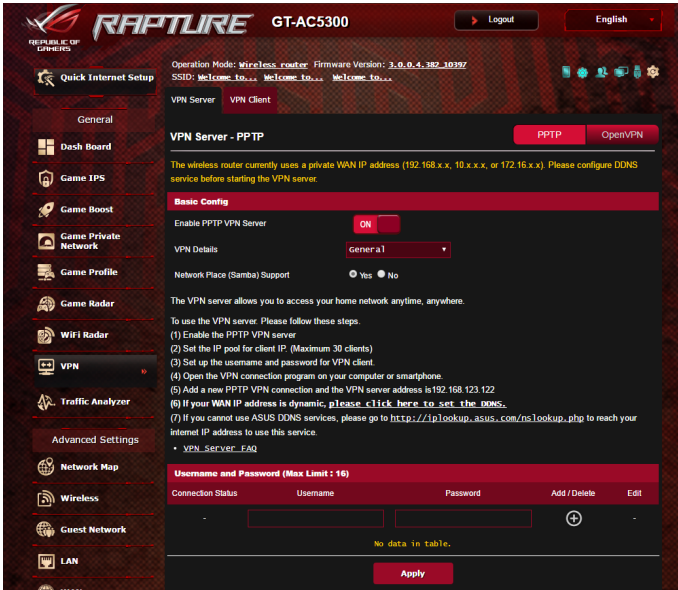 REPUBLIC OF
GAMERS
RAPTURE
GT-AC5300
Logout
English
Quick Internet Setup
Operation Mode: Wireless router Firmware Version: 3.0.0.4.382_10397
SSID: Welcome to... Welcome to... Welcome to...
VPN Server VPN Client
General
Dash Board
Game IPS
Game Boost
Game Private
Network
Game Profile
Game Radar
WiFi Radar
VPN
Traffic Analyzer
Advanced Settings
Network Map
Wireless
Guest Network
LAN
VPN Server - PPTP
PPTP OpenVPN
The wireless router currently uses a private WAN IP address (192.168.x.x, 10.x.x.x, or 172.16.x.x). Please configure DDNS
service before starting the VPN server.
Basic Config
Enable PPTP VPN Server ON
VPN Details General
Network Place (Samba) Support Yes No
The VPN server allows you to access your home network anytime, anywhere.
To use the VPN server. Please follow these steps.
(1) Enable the PPTP VPN server
(2) Set the IP pool for client IP. (Maximum 30 clients)
(3) Set up the username and password for VPN client.
(4) Open the VPN connection program on your computer or smartphone.
(5) Add a new PPTP VPN connection and the VPN server address is192.168.123.122
(6) If your WAN IP address is dynamic, please click here to set the DDNS.
(7) If you cannot use ASUS DDNS services, please go to http://iplookup.asus.com/nslookup.php to reach your
internet IP address to use this service.
• VPN Server FAQ
Username and Password (Max Limit : 16)
Connection Status Username Password Add / Delete Edit
- -
No data in table.
Apply